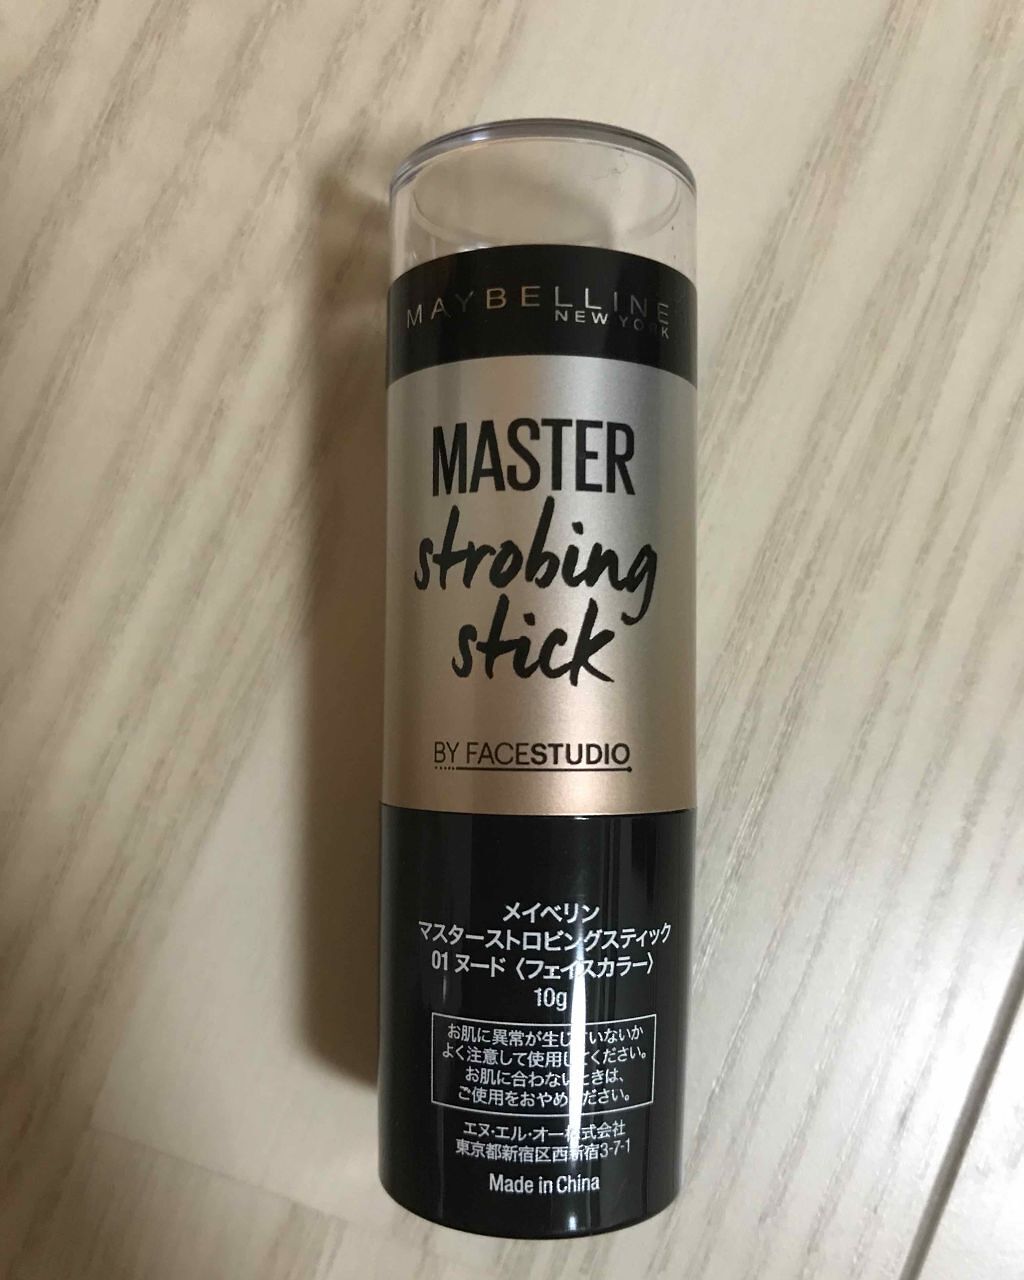 MAYBELLINE
NEW YORK
MASTER
strobing
stick
BY FACESTUDIO
メイベリン
マスターストロビングスティック
01 ヌード〈フェイスカラー〉
10g
お肌に異常が生じていないか
よく注意して使用してください。
お肌に合わないときは、
ご使用をおやめください。
エヌ・エル・オー株式会社
東京都新宿区西新宿3-7-1
Made in China